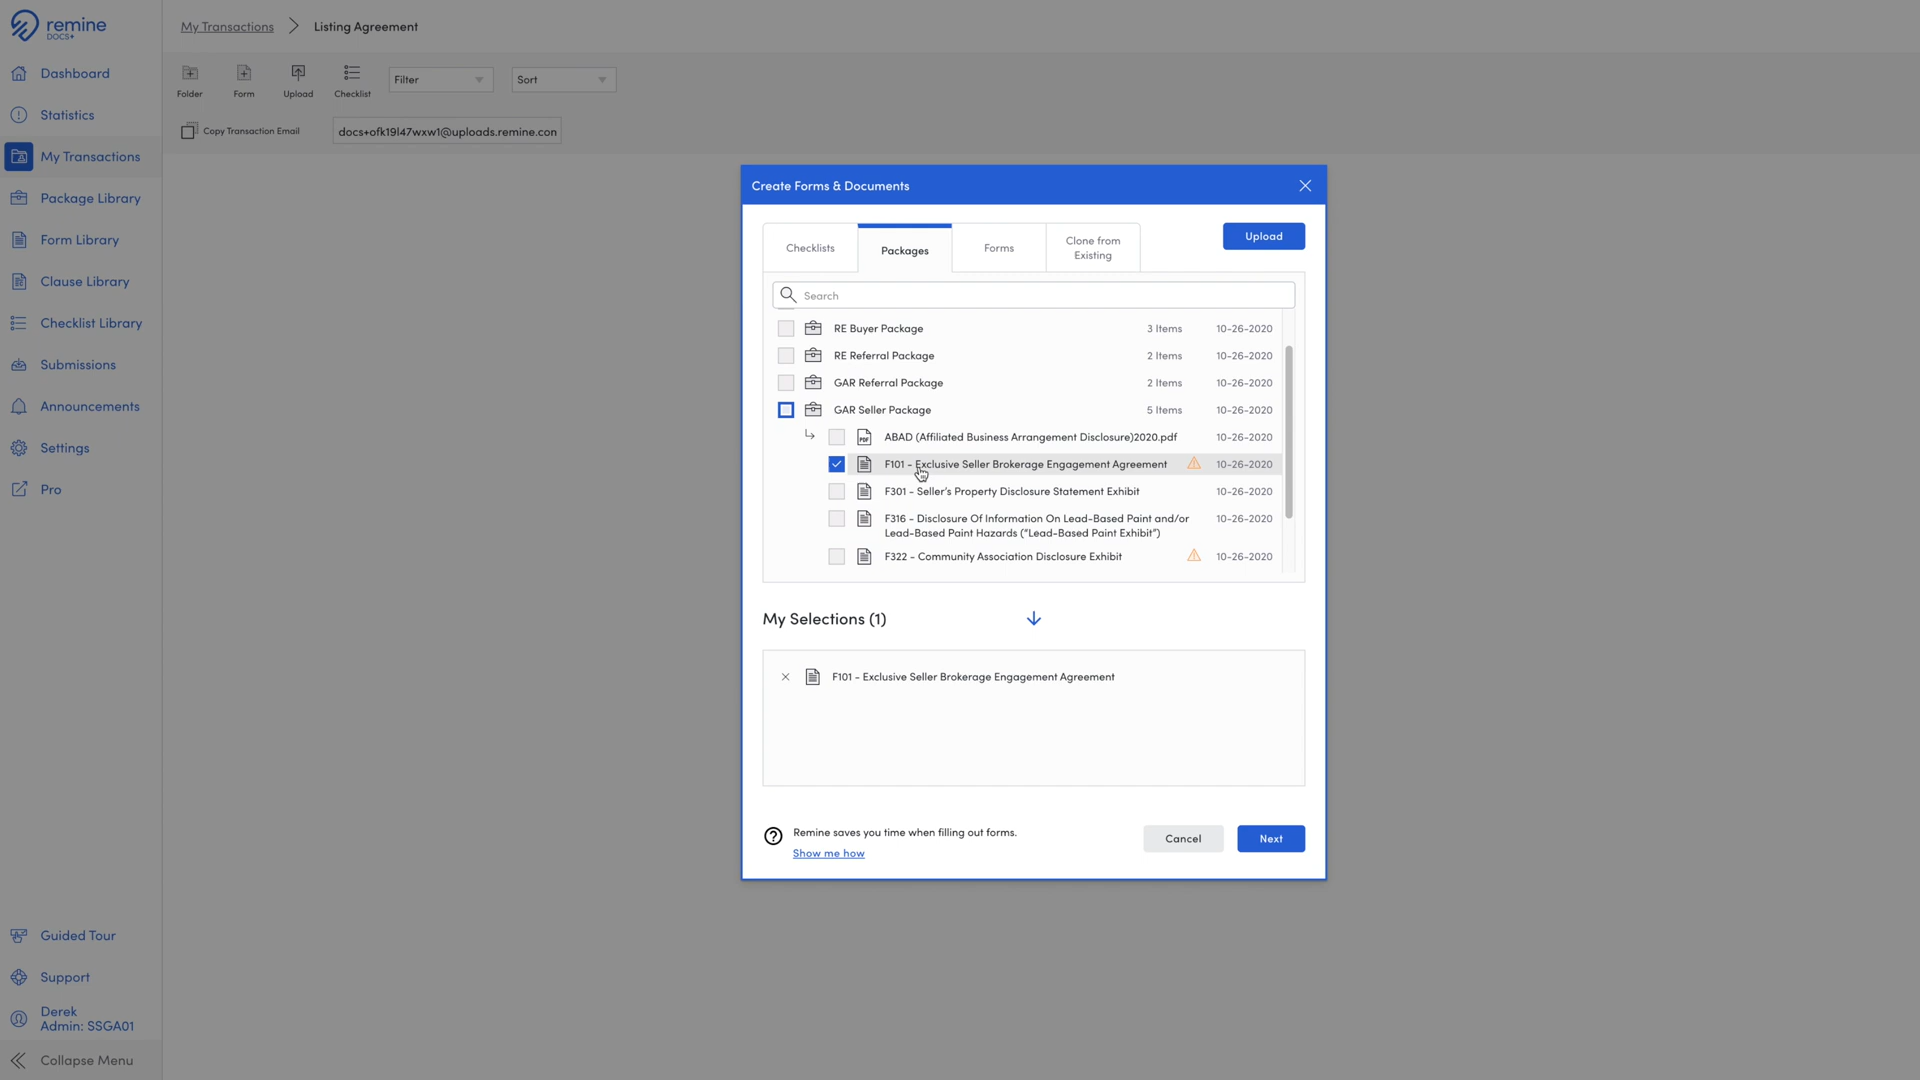 remine
DOCS+
My Transactions
Listing Agreement
Dashboard
Statistics
My Transactions
Package Library
Form Library
Clause Library
Checklist Library
Submissions
Announcements
Settings
Pro
Guided Tour
Support
Derek
Admin: SSGA01
Collapse Menu
Folder
Form
Upload
Checklist
Filter
Sort
Copy Transaction Email
docs+ofk19l47wxw1@uploads.remine.con
Create Forms & Documents
Checklists
Packages
Forms
Clone from
Existing
Upload
Search
RE Buyer Package 3 Items 10-26-2020
RE Referral Package 2 Items 10-26-2020
GAR Referral Package 2 Items 10-26-2020
GAR Seller Package 5 Items 10-26-2020
PDF ABAD (Affiliated Business Arrangement Disclosure)2020.pdf 10-26-2020
F101 - Exclusive Seller Brokerage Engagement Agreement 10-26-2020
F301 - Seller's Property Disclosure Statement Exhibit 10-26-2020
F316 - Disclosure Of Information On Lead-Based Paint and/or 10-26-2020
Lead-Based Paint Hazards ("Lead-Based Paint Exhibit")
F322 - Community Association Disclosure Exhibit 10-26-2020
My Selections (1)
F101 - Exclusive Seller Brokerage Engagement Agreement
Remine saves you time when filling out forms.
Show me how
Cancel
Next